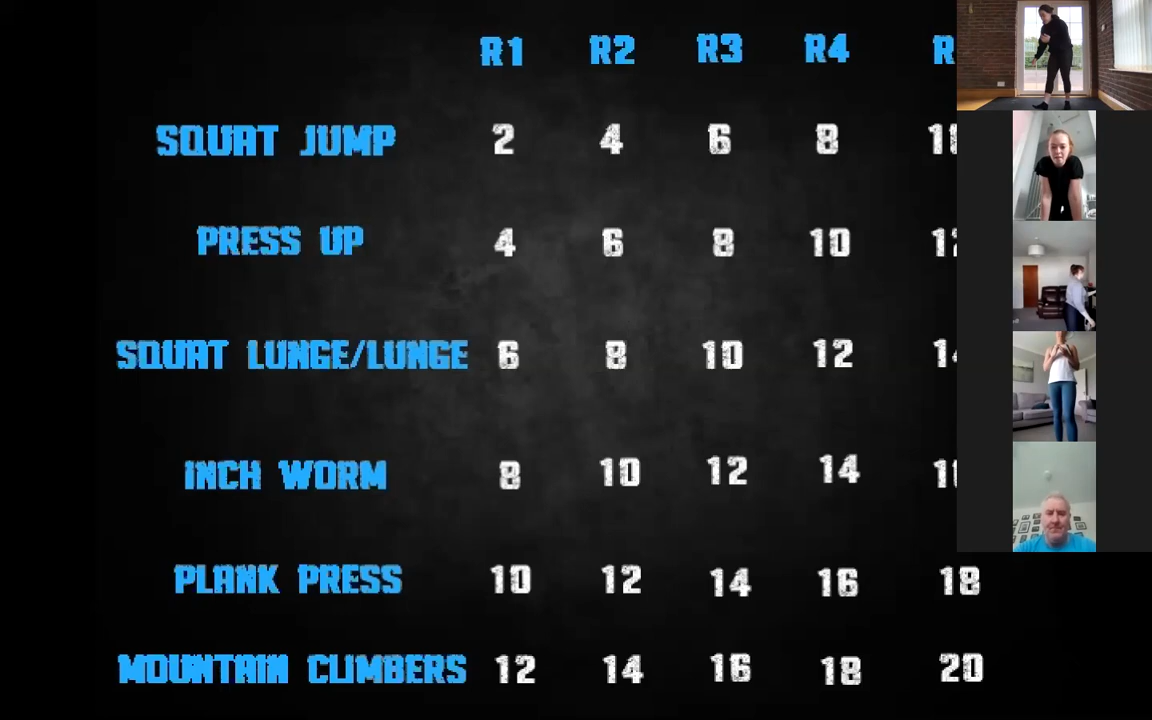 R1 R2 R3 R4 R
SQUAT JUMP 2 4 6 8
PRESS UP 4 6 8 10
SQUAT LUNGE/LUNGE 6 8 10 12
INCH WORM 8 10 12 14
PLANK PRESS 10 12 14 16 18
MOUNTAIN CLIMBERS 12 14 16 18 20